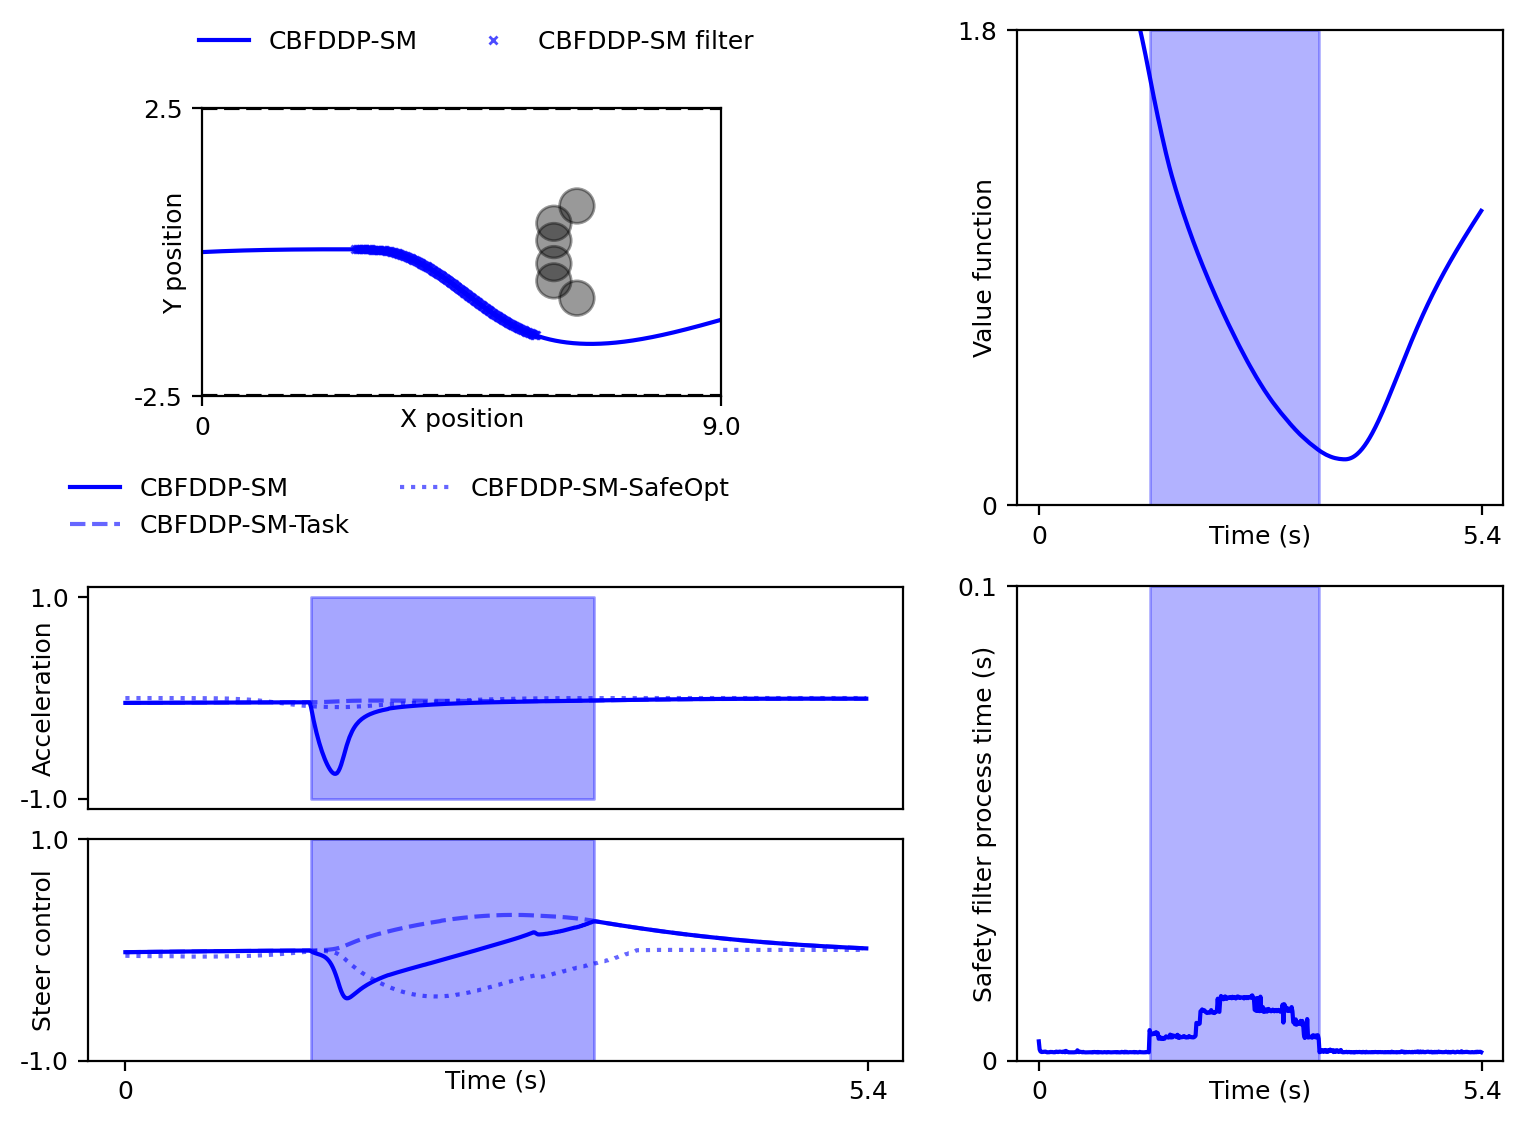 CBFDDP-SM
CBFDDP-SM filter
2.5
Y position
-2.5
0
X position
9.0
1.8
Value function
0
0
Time (s)
5.4
CBFDDP-SM
CBFDDP-SM-SafeOpt
CBFDDP-SM-Task
1.0
Acceleration
-1.0
1.0
Steer control
-1.0
0
Time (s)
5.4
0.1
Safety filter process time (s)
0
0
Time (s)
5.4